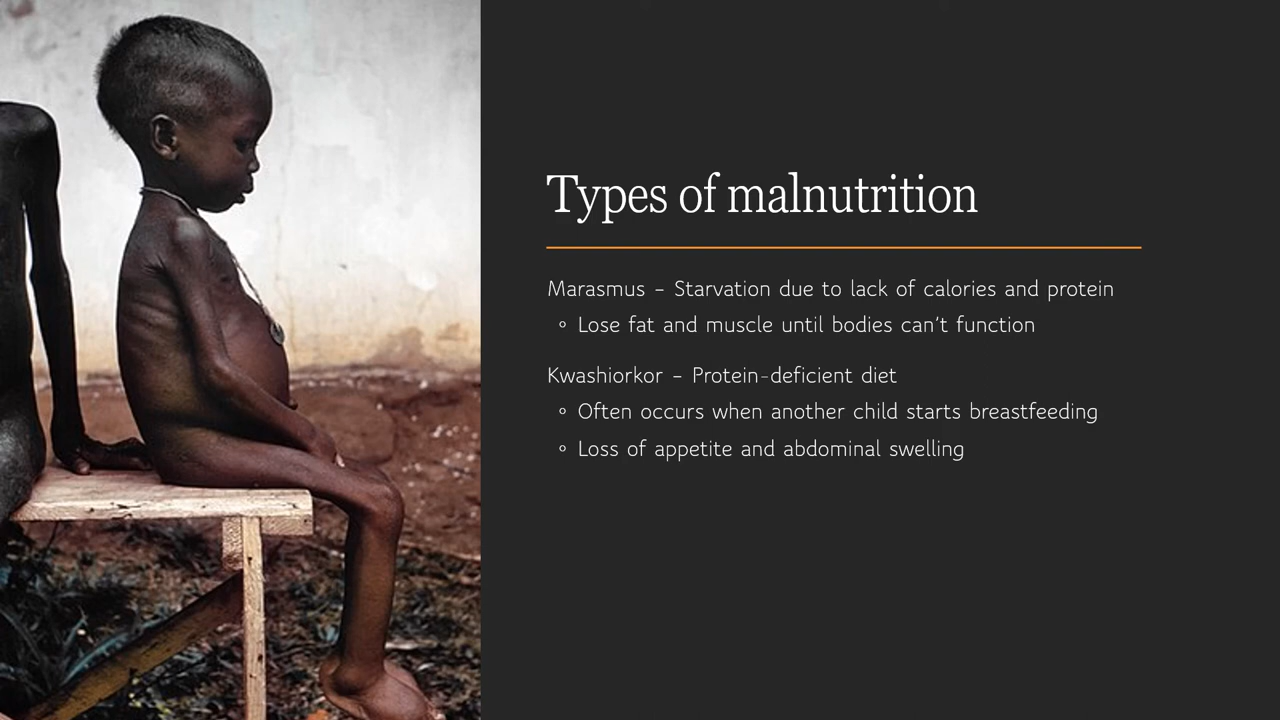 Types of malnutrition
Marasmus – Starvation due to lack of calories and protein
◦ Lose fat and muscle until bodies can't function
Kwashiorkor – Protein-deficient diet
◦ Often occurs when another child starts breastfeeding
◦ Loss of appetite and abdominal swelling